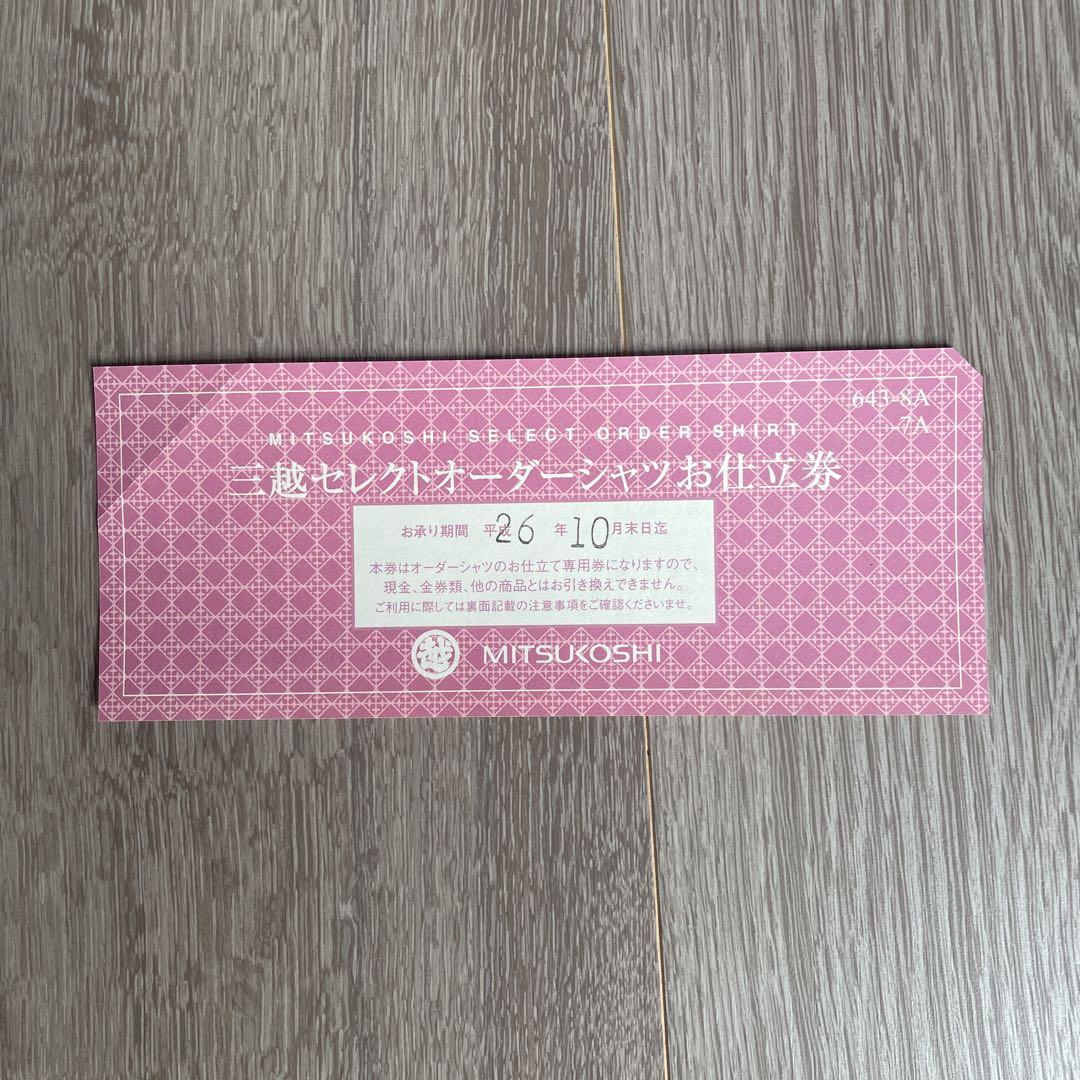 643-8A
-7A
MITSUKOSHI SELECT ORDER SHIRT
三越セレクトオーダーシャツお仕立券
お承り期間 平成26年10月末日迄
本券はオーダーシャツのお仕立て専用券になりますので、
現金、金券類、他の商品とはお引き換えできません。
ご利用に際しては裏面記載の注意事項をご確認くださいませ。
越 MITSUKOSHI